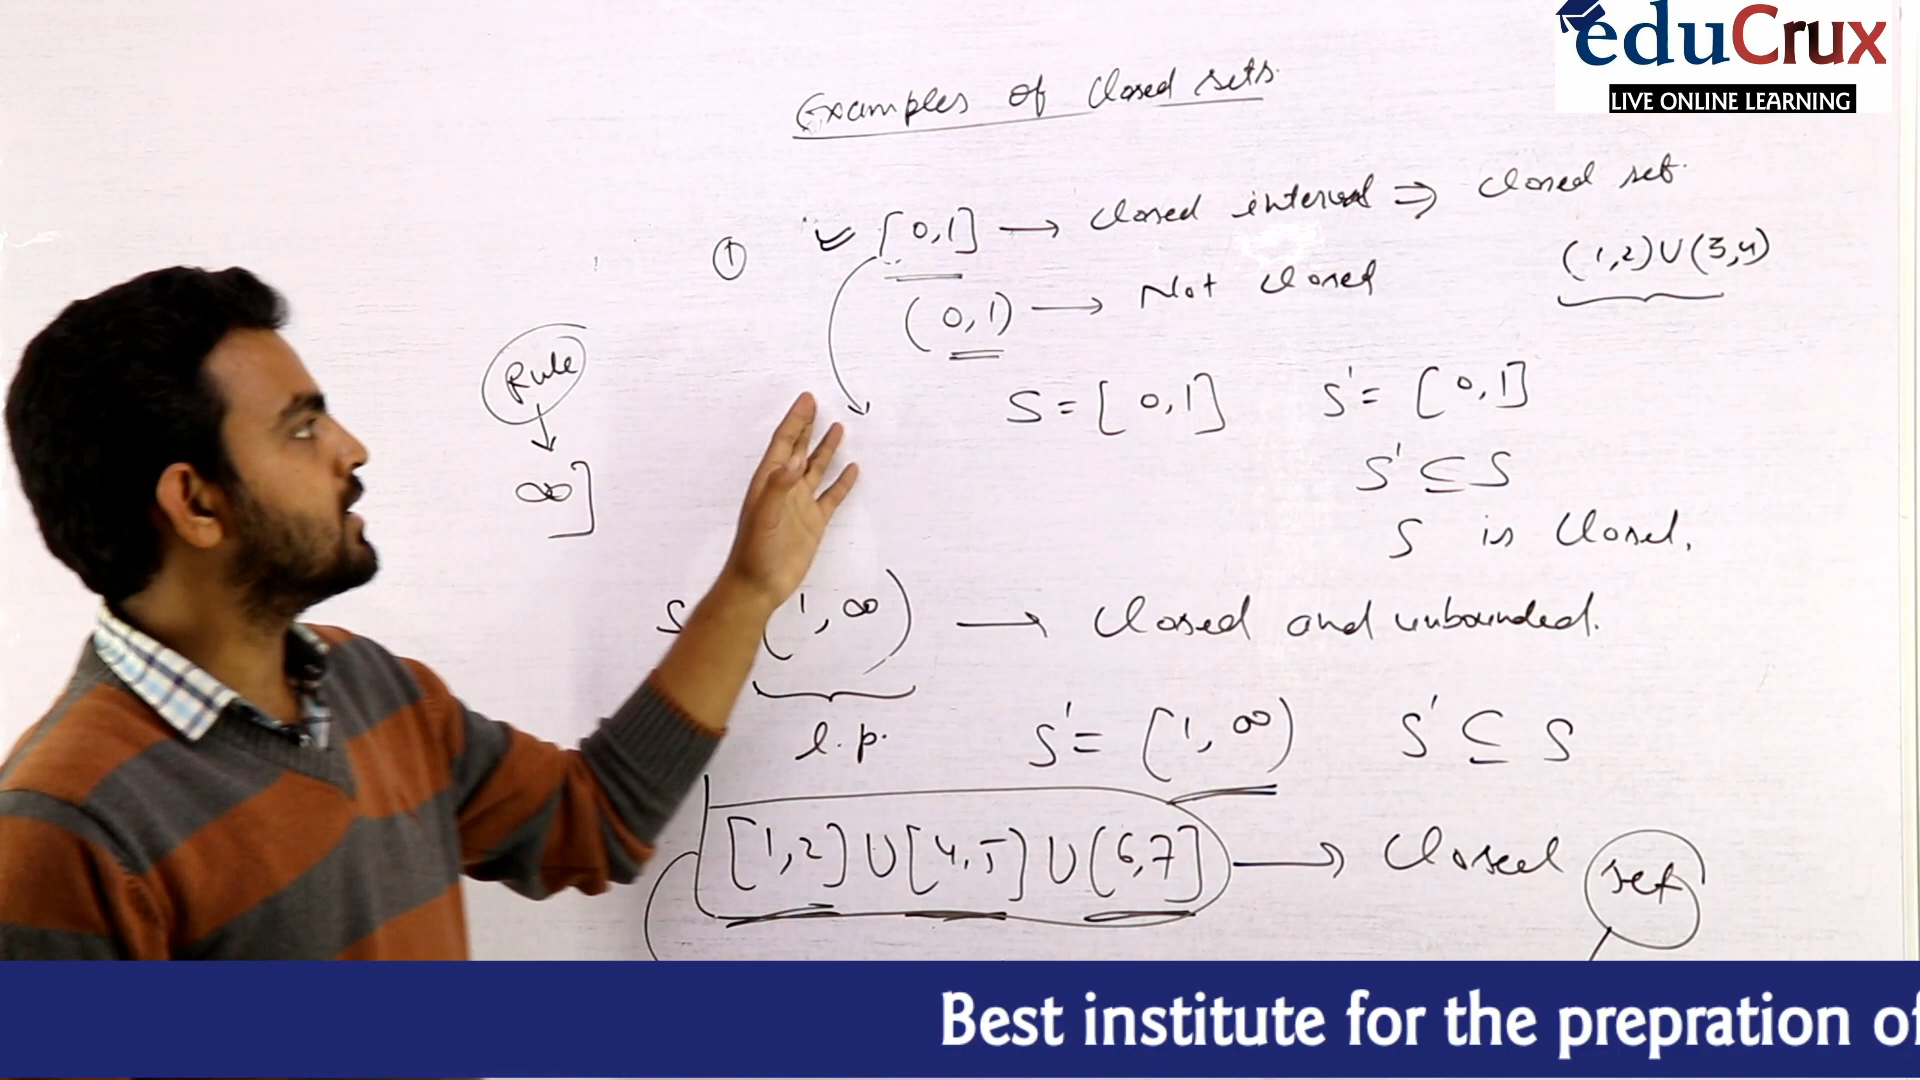 eduCrux
LIVE ONLINE LEARNING
Examples of Closed sets.
① [0,1] → Closed interval ⇒ Closed set.
(1,2)∪(3,4)
(0,1) → Not closed
Rule
↓
∞]
S = [0,1] S' = [0,1]
S' ⊆ S
S is Closed.
S (1,∞) → Closed and unbounded.
l.p. S' = [1,∞) S' ⊆ S
[1,2]∪[4,5]∪[6,7] → Closed set
Best institute for the prepration of